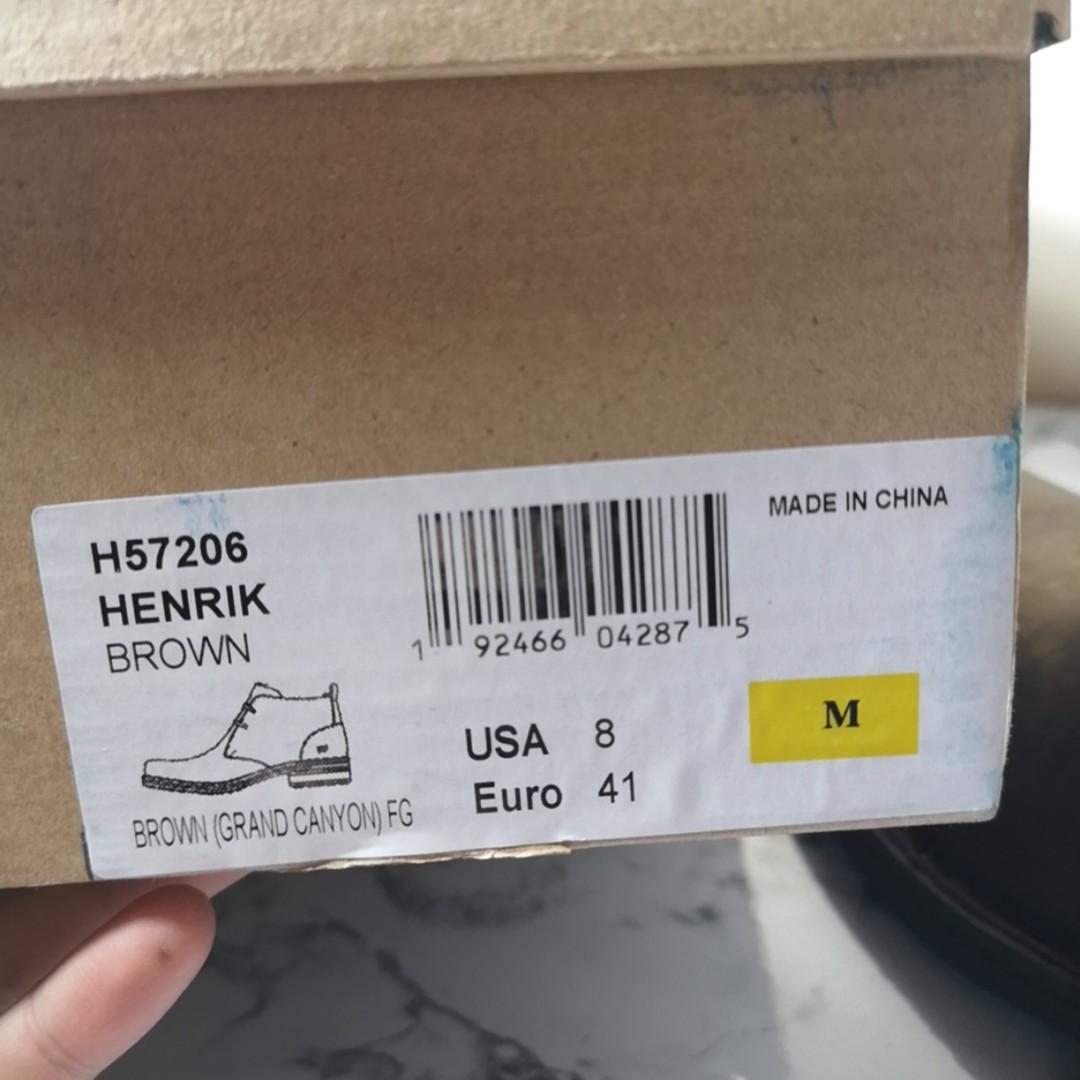 H57206
HENRIK
BROWN
BROWN (GRAND CANYON) FG
1 92466 04287 5
USA 8
Euro 41
MADE IN CHINA
M